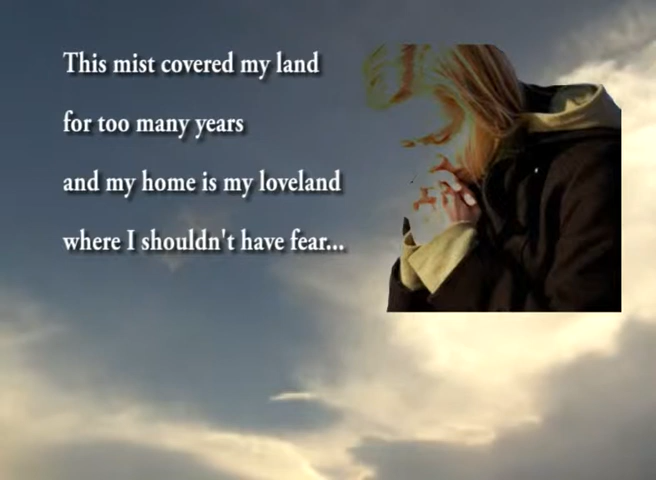 This mist covered my land
for too many years
and my home is my loveland
where I shouldn't have fear...